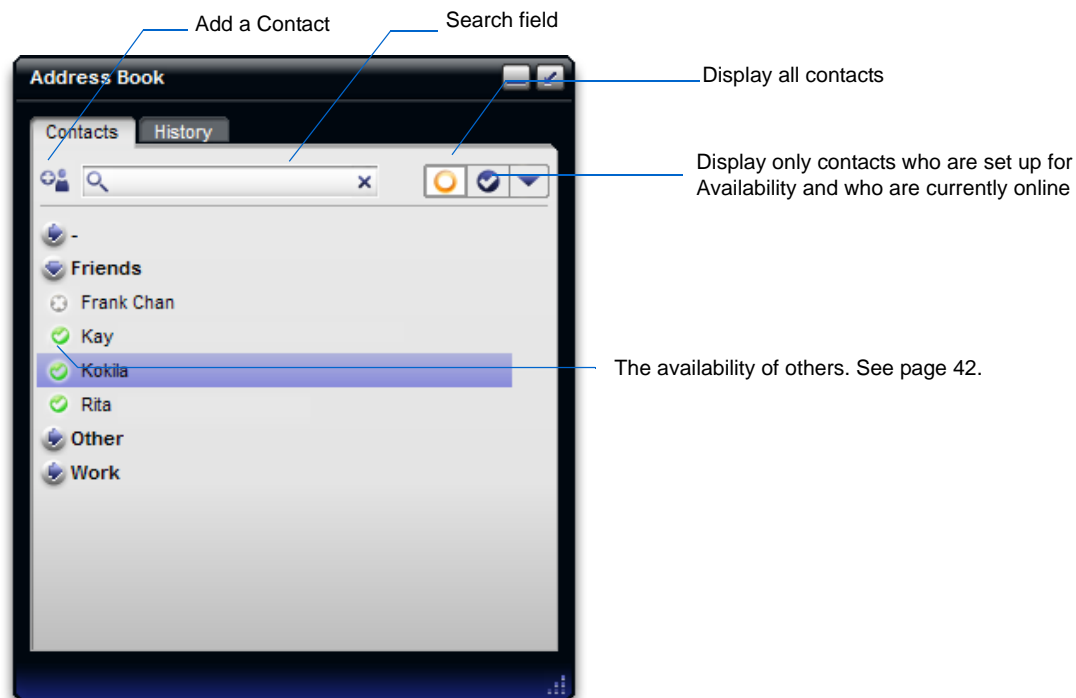 Add a Contact
Search field
Address Book
Display all contacts
Contacts
History
Display only contacts who are set up for
Availability and who are currently online
-
Friends
Frank Chan
Kay
Kokila
The availability of others. See page 42.
Rita
Other
Work